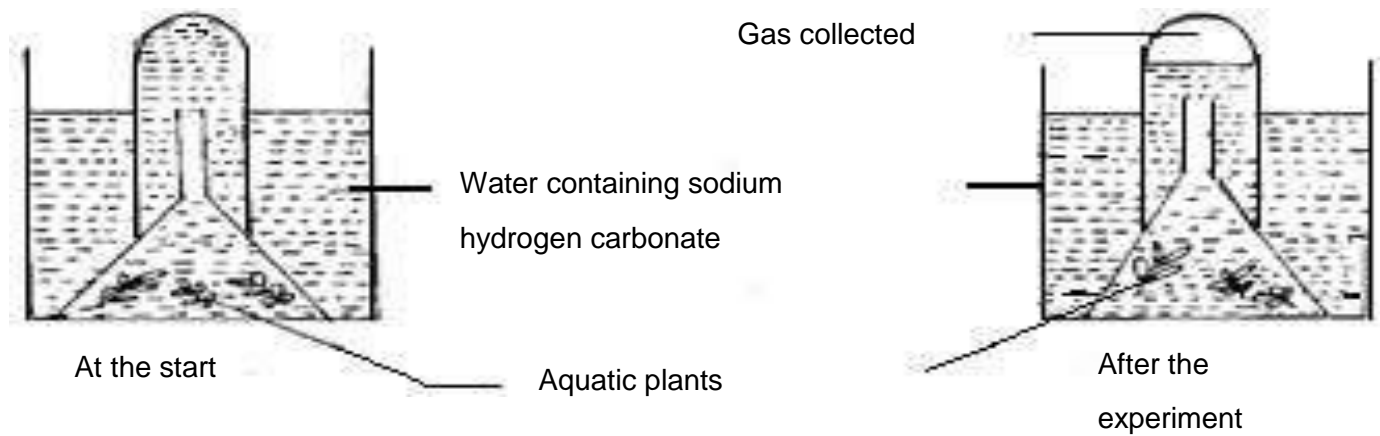 Gas collected
Water containing sodium
hydrogen carbonate
At the start
Aquatic plants
After the
experiment